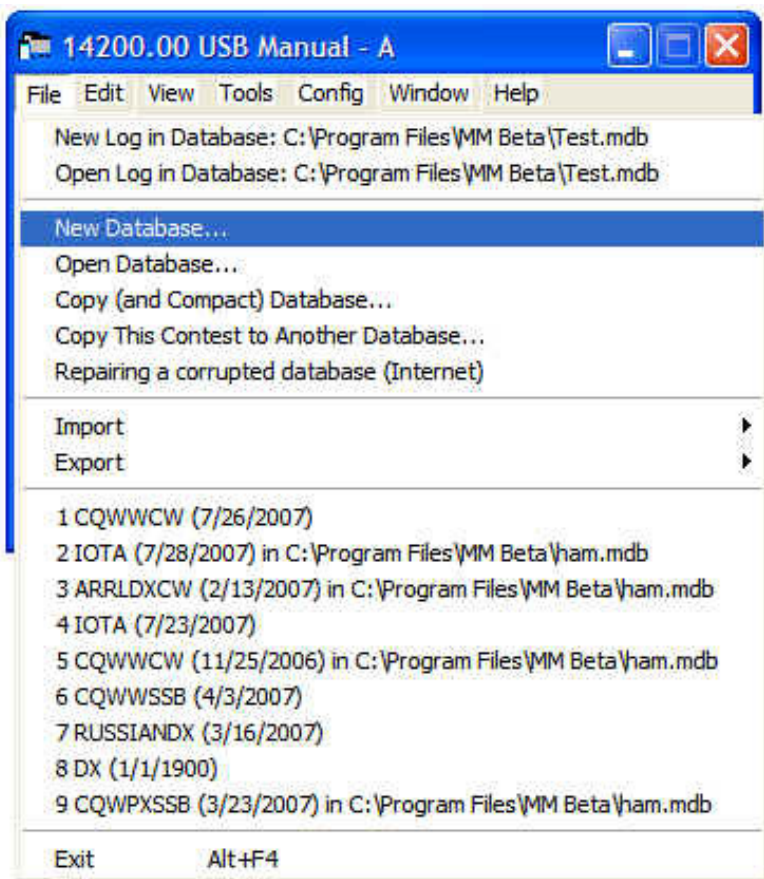 14200.00 USB Manual - A
File Edit View Tools Config Window Help
New Log in Database: C:\Program Files\MM Beta\Test.mdb
Open Log in Database: C:\Program Files\MM Beta\Test.mdb
New Database...
Open Database...
Copy (and Compact) Database...
Copy This Contest to Another Database...
Repairing a corrupted database (Internet)
Import
Export
1 CQWWCW (7/26/2007)
2 IOTA (7/28/2007) in C:\Program Files\MM Beta\ham.mdb
3 ARRLDXCW (2/13/2007) in C:\Program Files\MM Beta\ham.mdb
4 IOTA (7/23/2007)
5 CQWWCW (11/25/2006) in C:\Program Files\MM Beta\ham.mdb
6 CQWWSSB (4/3/2007)
7 RUSSIANDX (3/16/2007)
8 DX (1/1/1900)
9 CQWPXSSB (3/23/2007) in C:\Program Files\MM Beta\ham.mdb
Exit Alt+F4